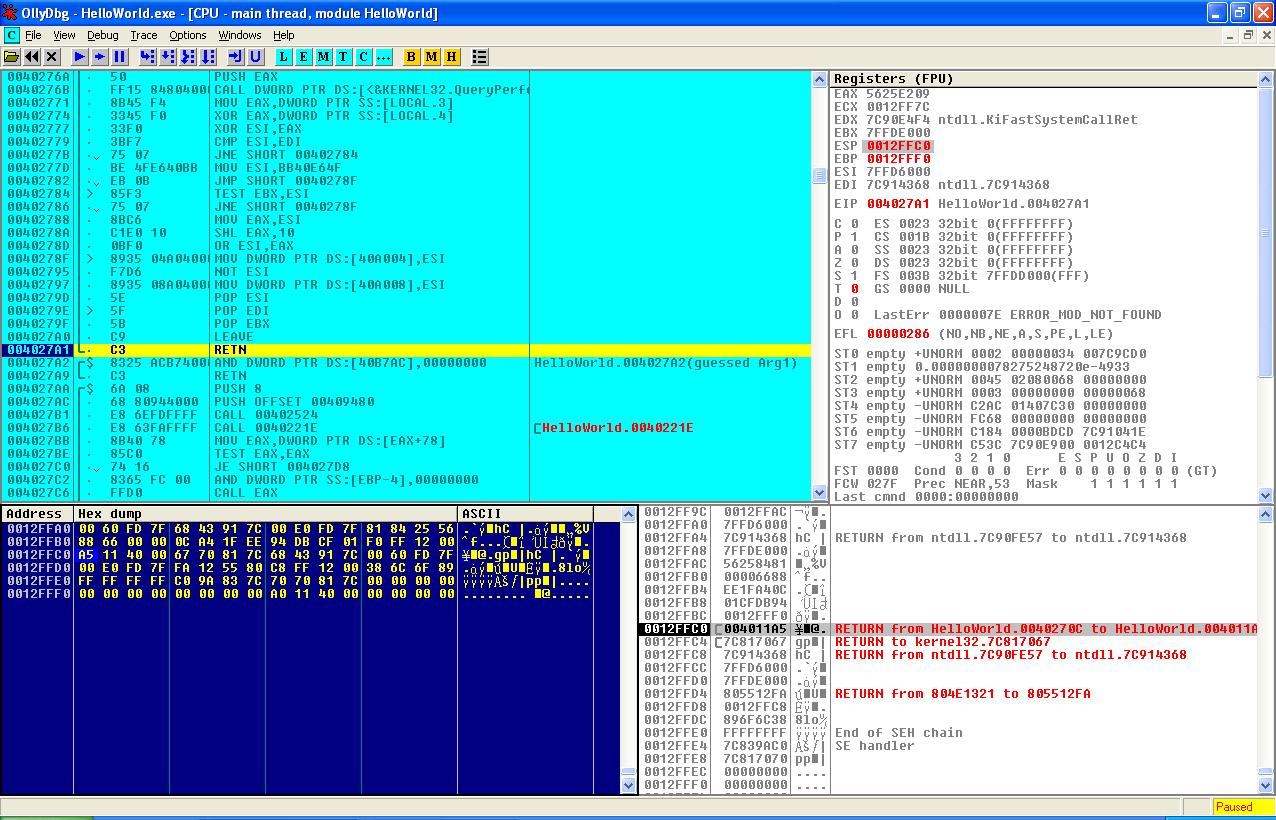 OllyDbg - HelloWorld.exe - [CPU - main thread, module HelloWorld]
C File View Debug Trace Options Windows Help
L E M T C ... B M H
0040276A 50 PUSH EAX
0040276B FF15 8480400 CALL DWORD PTR DS:[<&KERNEL32.QueryPerf
00402771 8B45 F4 MOV EAX,DWORD PTR SS:[LOCAL.3]
00402774 3345 F0 XOR EAX,DWORD PTR SS:[LOCAL.4]
00402777 33F0 XOR ESI,EAX
00402779 3BF7 CMP ESI,EDI
0040277B 75 07 JNE SHORT 00402784
0040277D BE 4FE640BB MOV ESI,BB40E64F
00402782 EB 0B JMP SHORT 0040278F
00402784 > 85F3 TEST EBX,ESI
00402786 75 07 JNE SHORT 0040278F
00402788 8BC6 MOV EAX,ESI
0040278A C1E0 10 SHL EAX,10
0040278D 0BF0 OR ESI,EAX
0040278F > 8935 04A0400 MOV DWORD PTR DS:[40A004],ESI
00402795 F7D6 NOT ESI
00402797 8935 08A0400 MOV DWORD PTR DS:[40A008],ESI
0040279D 5E POP ESI
0040279E > 5F POP EDI
0040279F 5B POP EBX
004027A0 C9 LEAVE
004027A1 C3 RETN
004027A2 $ 8325 ACB7400 AND DWORD PTR DS:[40B7AC],00000000 HelloWorld.004027A2(guessed Arg1)
004027A9 C3 RETN
004027AA $ 6A 08 PUSH 8
004027AC 68 80944000 PUSH OFFSET 00409480
004027B1 E8 6EFDFFFF CALL 00402524
004027B6 E8 63FAFFFF CALL 0040221E [HelloWorld.0040221E
004027BB 8B40 78 MOV EAX,DWORD PTR DS:[EAX+78]
004027BE 85C0 TEST EAX,EAX
004027C0 74 16 JE SHORT 004027D8
004027C2 8365 FC 00 AND DWORD PTR SS:[EBP-4],00000000
004027C6 FFD0 CALL EAX
Registers (FPU)
EAX 5625E209
ECX 0012FF7C
EDX 7C90E4F4 ntdll.KiFastSystemCallRet
EBX 7FFDE000
ESP 0012FFC0
EBP 0012FFF0
ESI 7FFD6000
EDI 7C914368 ntdll.7C914368
EIP 004027A1 HelloWorld.004027A1
C 0 ES 0023 32bit 0(FFFFFFFF)
P 1 CS 001B 32bit 0(FFFFFFFF)
A 0 SS 0023 32bit 0(FFFFFFFF)
Z 0 DS 0023 32bit 0(FFFFFFFF)
S 1 FS 003B 32bit 7FFDD000(FFF)
T 0 GS 0000 NULL
D 0
O 0 LastErr 0000007E ERROR_MOD_NOT_FOUND
EFL 00000286 (NO,NB,NE,A,S,PE,L,LE)
ST0 empty +UNORM 0002 00000034 007C9CD0
ST1 empty 0.0000000078275248720e-4933
ST2 empty +UNORM 0045 02080068 00000000
ST3 empty +UNORM 0003 00000000 00000068
ST4 empty -UNORM C2AC 01407C30 00000000
ST5 empty -UNORM FC68 00000000 00000000
ST6 empty -UNORM C184 0000BDCD 7C91041E
ST7 empty -UNORM C53C 7C90E900 0012C4C4
3 2 1 0 E S P U O Z D I
FST 0000 Cond 0 0 0 0 Err 0 0 0 0 0 0 0 0 (GT)
FCW 027F Prec NEAR,53 Mask 1 1 1 1 1 1
Last cmnd 0000:00000000
Address Hex dump ASCII
0012FFA0 00 60 FD 7F 68 43 91 7C 00 E0 FD 7F 81 84 25 56
0012FFB0 88 66 00 00 0C A4 1F EE 94 DB CF 01 F0 FF 12 00
0012FFC0 A5 11 40 00 67 70 81 7C 68 43 91 7C 00 60 FD 7F
0012FFD0 00 E0 FD 7F FA 12 55 80 C8 FF 12 00 38 6C 6F 89
0012FFE0 FF FF FF FF C0 9A 83 7C 70 70 81 7C 00 00 00 00
0012FFF0 00 00 00 00 00 00 00 00 A0 11 40 00 00 00 00 00
0012FF9C 0012FFAC
0012FFA0 7FFD6000
0012FFA4 7C914368 hC | RETURN from ntdll.7C90FE57 to ntdll.7C914368
0012FFA8 7FFDE000
0012FFAC 56258481
0012FFB0 00006688
0012FFB4 EE1FA40C
0012FFB8 01CFDB94
0012FFBC 0012FFF0
0012FFC0 [004011A5 RETURN from HelloWorld.0040270C to HelloWorld.004011A
0012FFC4 [7C817067 RETURN to kernel32.7C817067
0012FFC8 7C914368 hC | RETURN from ntdll.7C90FE57 to ntdll.7C914368
0012FFCC 7FFD6000
0012FFD0 7FFDE000
0012FFD4 805512FA RETURN from 804E1321 to 805512FA
0012FFD8 0012FFC8
0012FFDC 896F6C38 8lo‰
0012FFE0 FFFFFFFF ÿÿÿÿ End of SEH chain
0012FFE4 7C839AC0 Àšƒ| SE handler
0012FFE8 7C817070
0012FFEC 00000000 ....
0012FFF0 00000000 ....
Paused